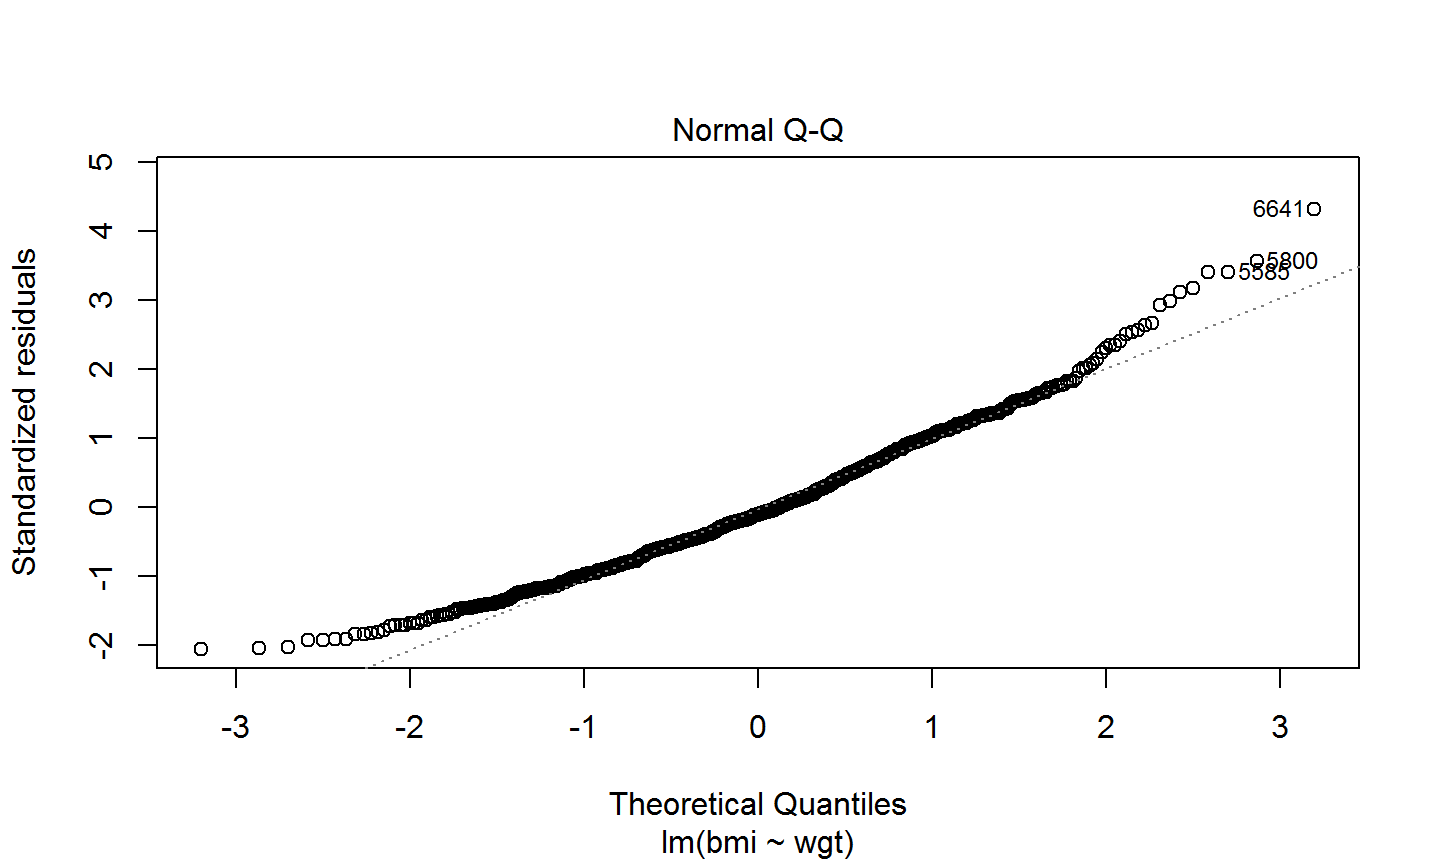 Normal Q-Q
Standardized residuals
5
4
3
2
1
0
-1
-2
6641
5800
5585
-3 -2 -1 0 1 2 3
Theoretical Quantiles
lm(bmi ~ wgt)